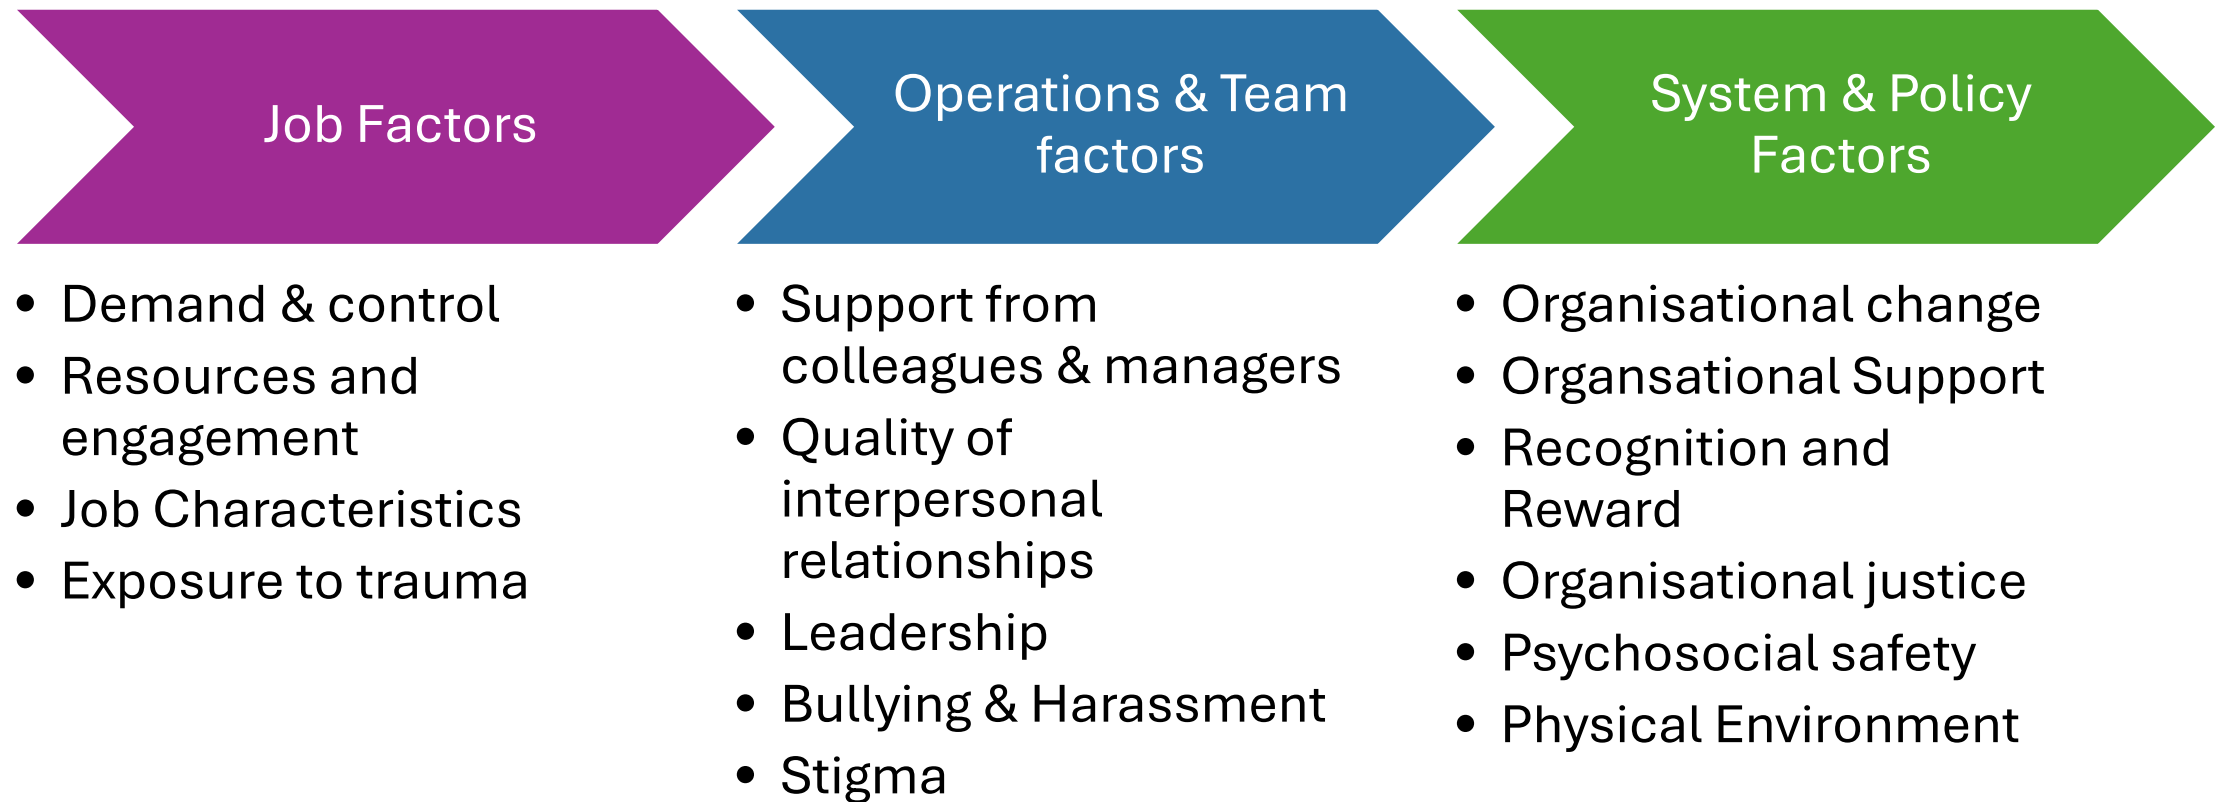 Job Factors
• Demand & control
• Resources and
engagement
• Job Characteristics
• Exposure to trauma
Operations & Team
factors
• Support from
colleagues & managers
• Quality of
interpersonal
relationships
• Leadership
• Bullying & Harassment
• Stigma
System & Policy
Factors
• Organisational change
• Organsational Support
• Recognition and
Reward
• Organisational justice
• Psychosocial safety
• Physical Environment